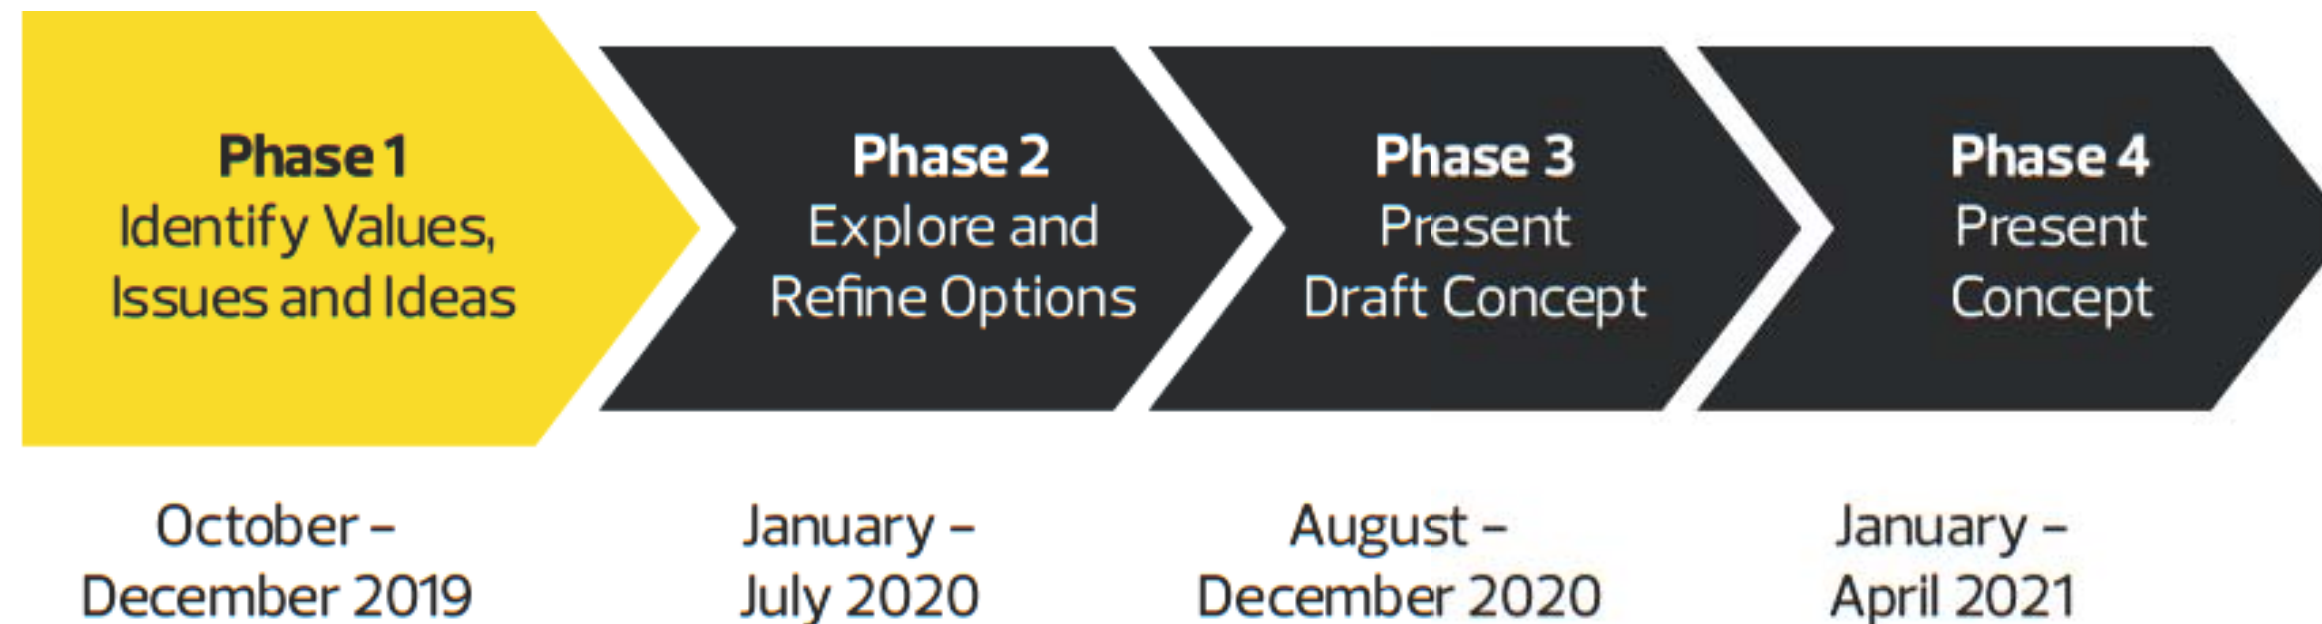 Phase 1
Identify Values,
Issues and Ideas
October –
December 2019
Phase 2
Explore and
Refine Options
January –
July 2020
Phase 3
Present
Draft Concept
August –
December 2020
Phase 4
Present
Concept
January –
April 2021